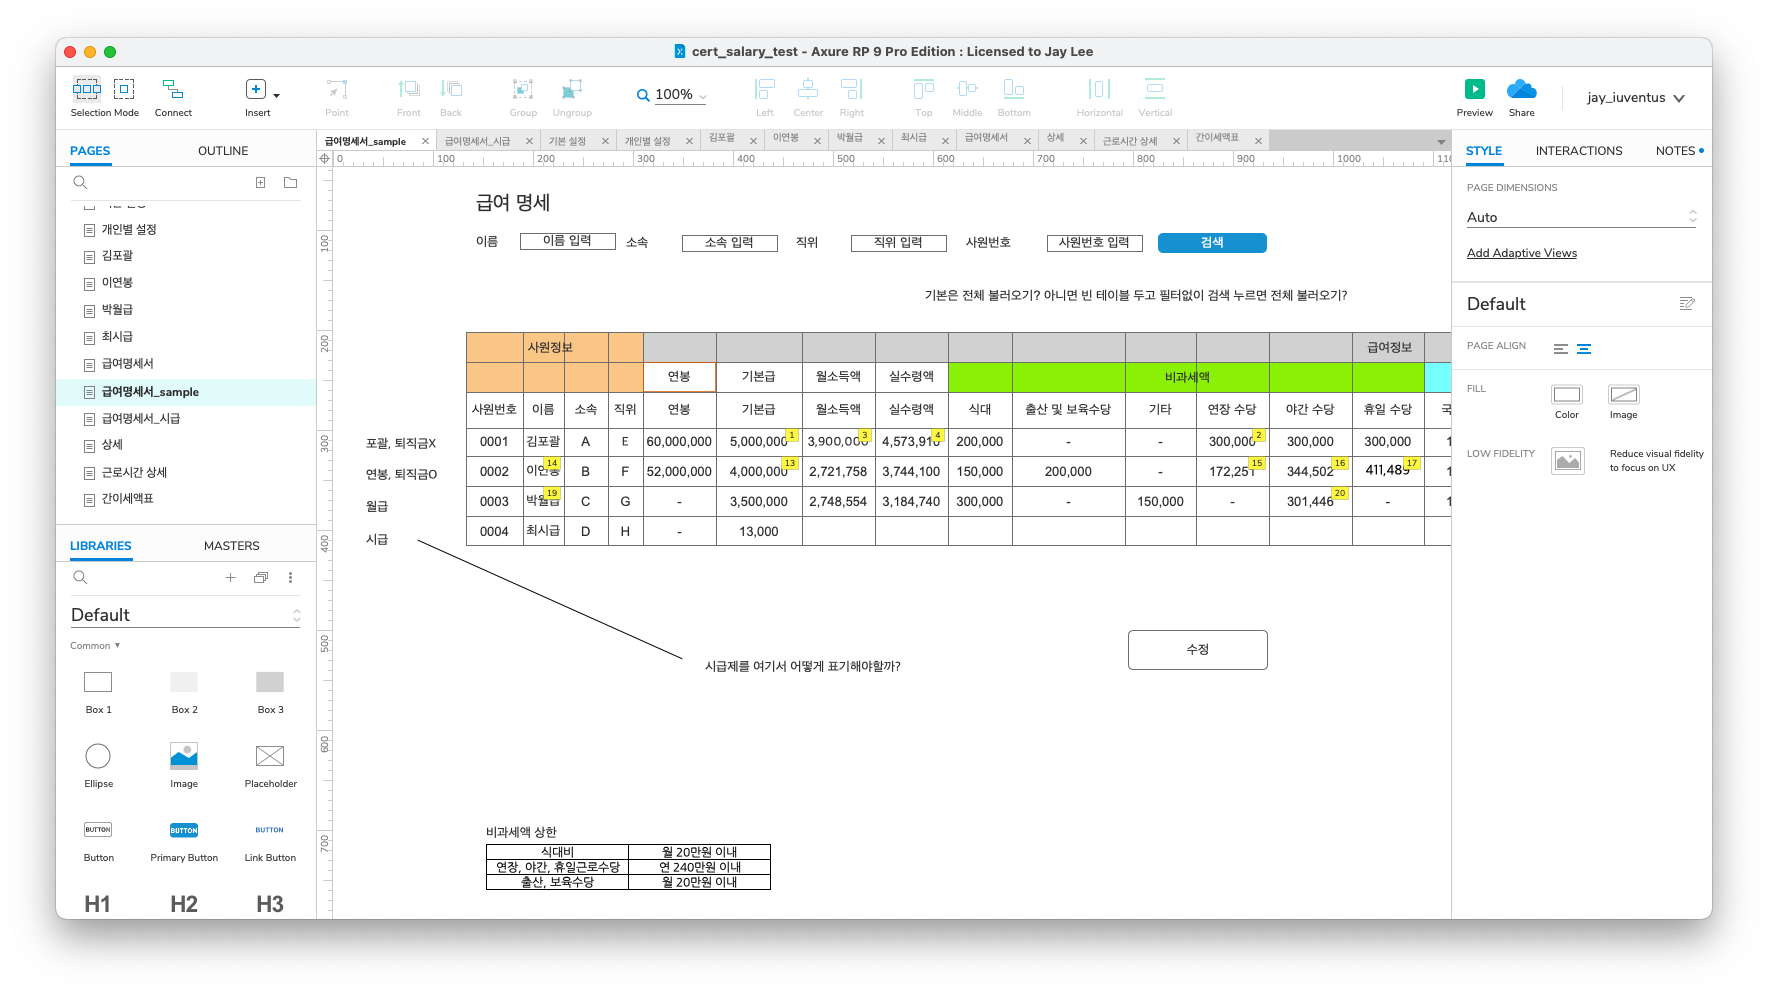 cert_salary_test - Axure RP 9 Pro Edition : Licensed to Jay Lee
Selection Mode Connect Insert Point Front Back Group Ungroup 100% Left Center Right Top Middle Bottom Horizontal Vertical Preview Share jay_iuventus
PAGES OUTLINE
급여명세서_sample 급여명세서_시급 기본 설정 개인별 설정 김포괄 이연봉 박월급 최시급 급여명세서 상세 근로시간 상세 간이세액표
0 100 200 300 400 500 600 700 800 900 1000
100
200
300
400
500
600
700
개인별 설정
김포괄
이연봉
박월급
최시급
급여명세서
급여명세서_sample
급여명세서_시급
상세
근로시간 상세
간이세액표
LIBRARIES MASTERS
Default
Common
Box 1 Box 2 Box 3
Ellipse Image Placeholder
BUTTON BUTTON BUTTON
Button Primary Button Link Button
H1 H2 H3
급여 명세
이름 이름 입력 소속 소속 입력 직위 직위 입력 사원번호 사원번호 입력 검색
기본은 전체 불러오기? 아니면 빈 테이블 두고 필터없이 검색 누르면 전체 불러오기?
사원정보 급여정보
연봉 기본급 월소득액 실수령액 비과세액
사원번호 이름 소속 직위 연봉 기본급 월소득액 실수령액 식대 출산 및 보육수당 기타 연장 수당 야간 수당 휴일 수당
포괄, 퇴직금X 0001 김포괄 A E 60,000,000 5,000,000 1 3,900,000 3 4,573,910 4 200,000 - - 300,000 2 300,000 300,000
연봉, 퇴직금O 0002 이연봉 14 B F 52,000,000 4,000,000 13 2,721,758 3,744,100 150,000 200,000 - 172,251 15 344,502 16 411,489 17
월급 0003 박월급 19 C G - 3,500,000 2,748,554 3,184,740 300,000 - 150,000 - 301,446 20 -
시급 0004 최시급 D H - 13,000
시급제를 여기서 어떻게 표기해야할까?
수정
비과세액 상한
식대비 월 20만원 이내
연장, 야간, 휴일근로수당 연 240만원 이내
출산, 보육수당 월 20만원 이내
STYLE INTERACTIONS NOTES
PAGE DIMENSIONS
Auto
Add Adaptive Views
Default
PAGE ALIGN
FILL
Color Image
LOW FIDELITY Reduce visual fidelity
to focus on UX